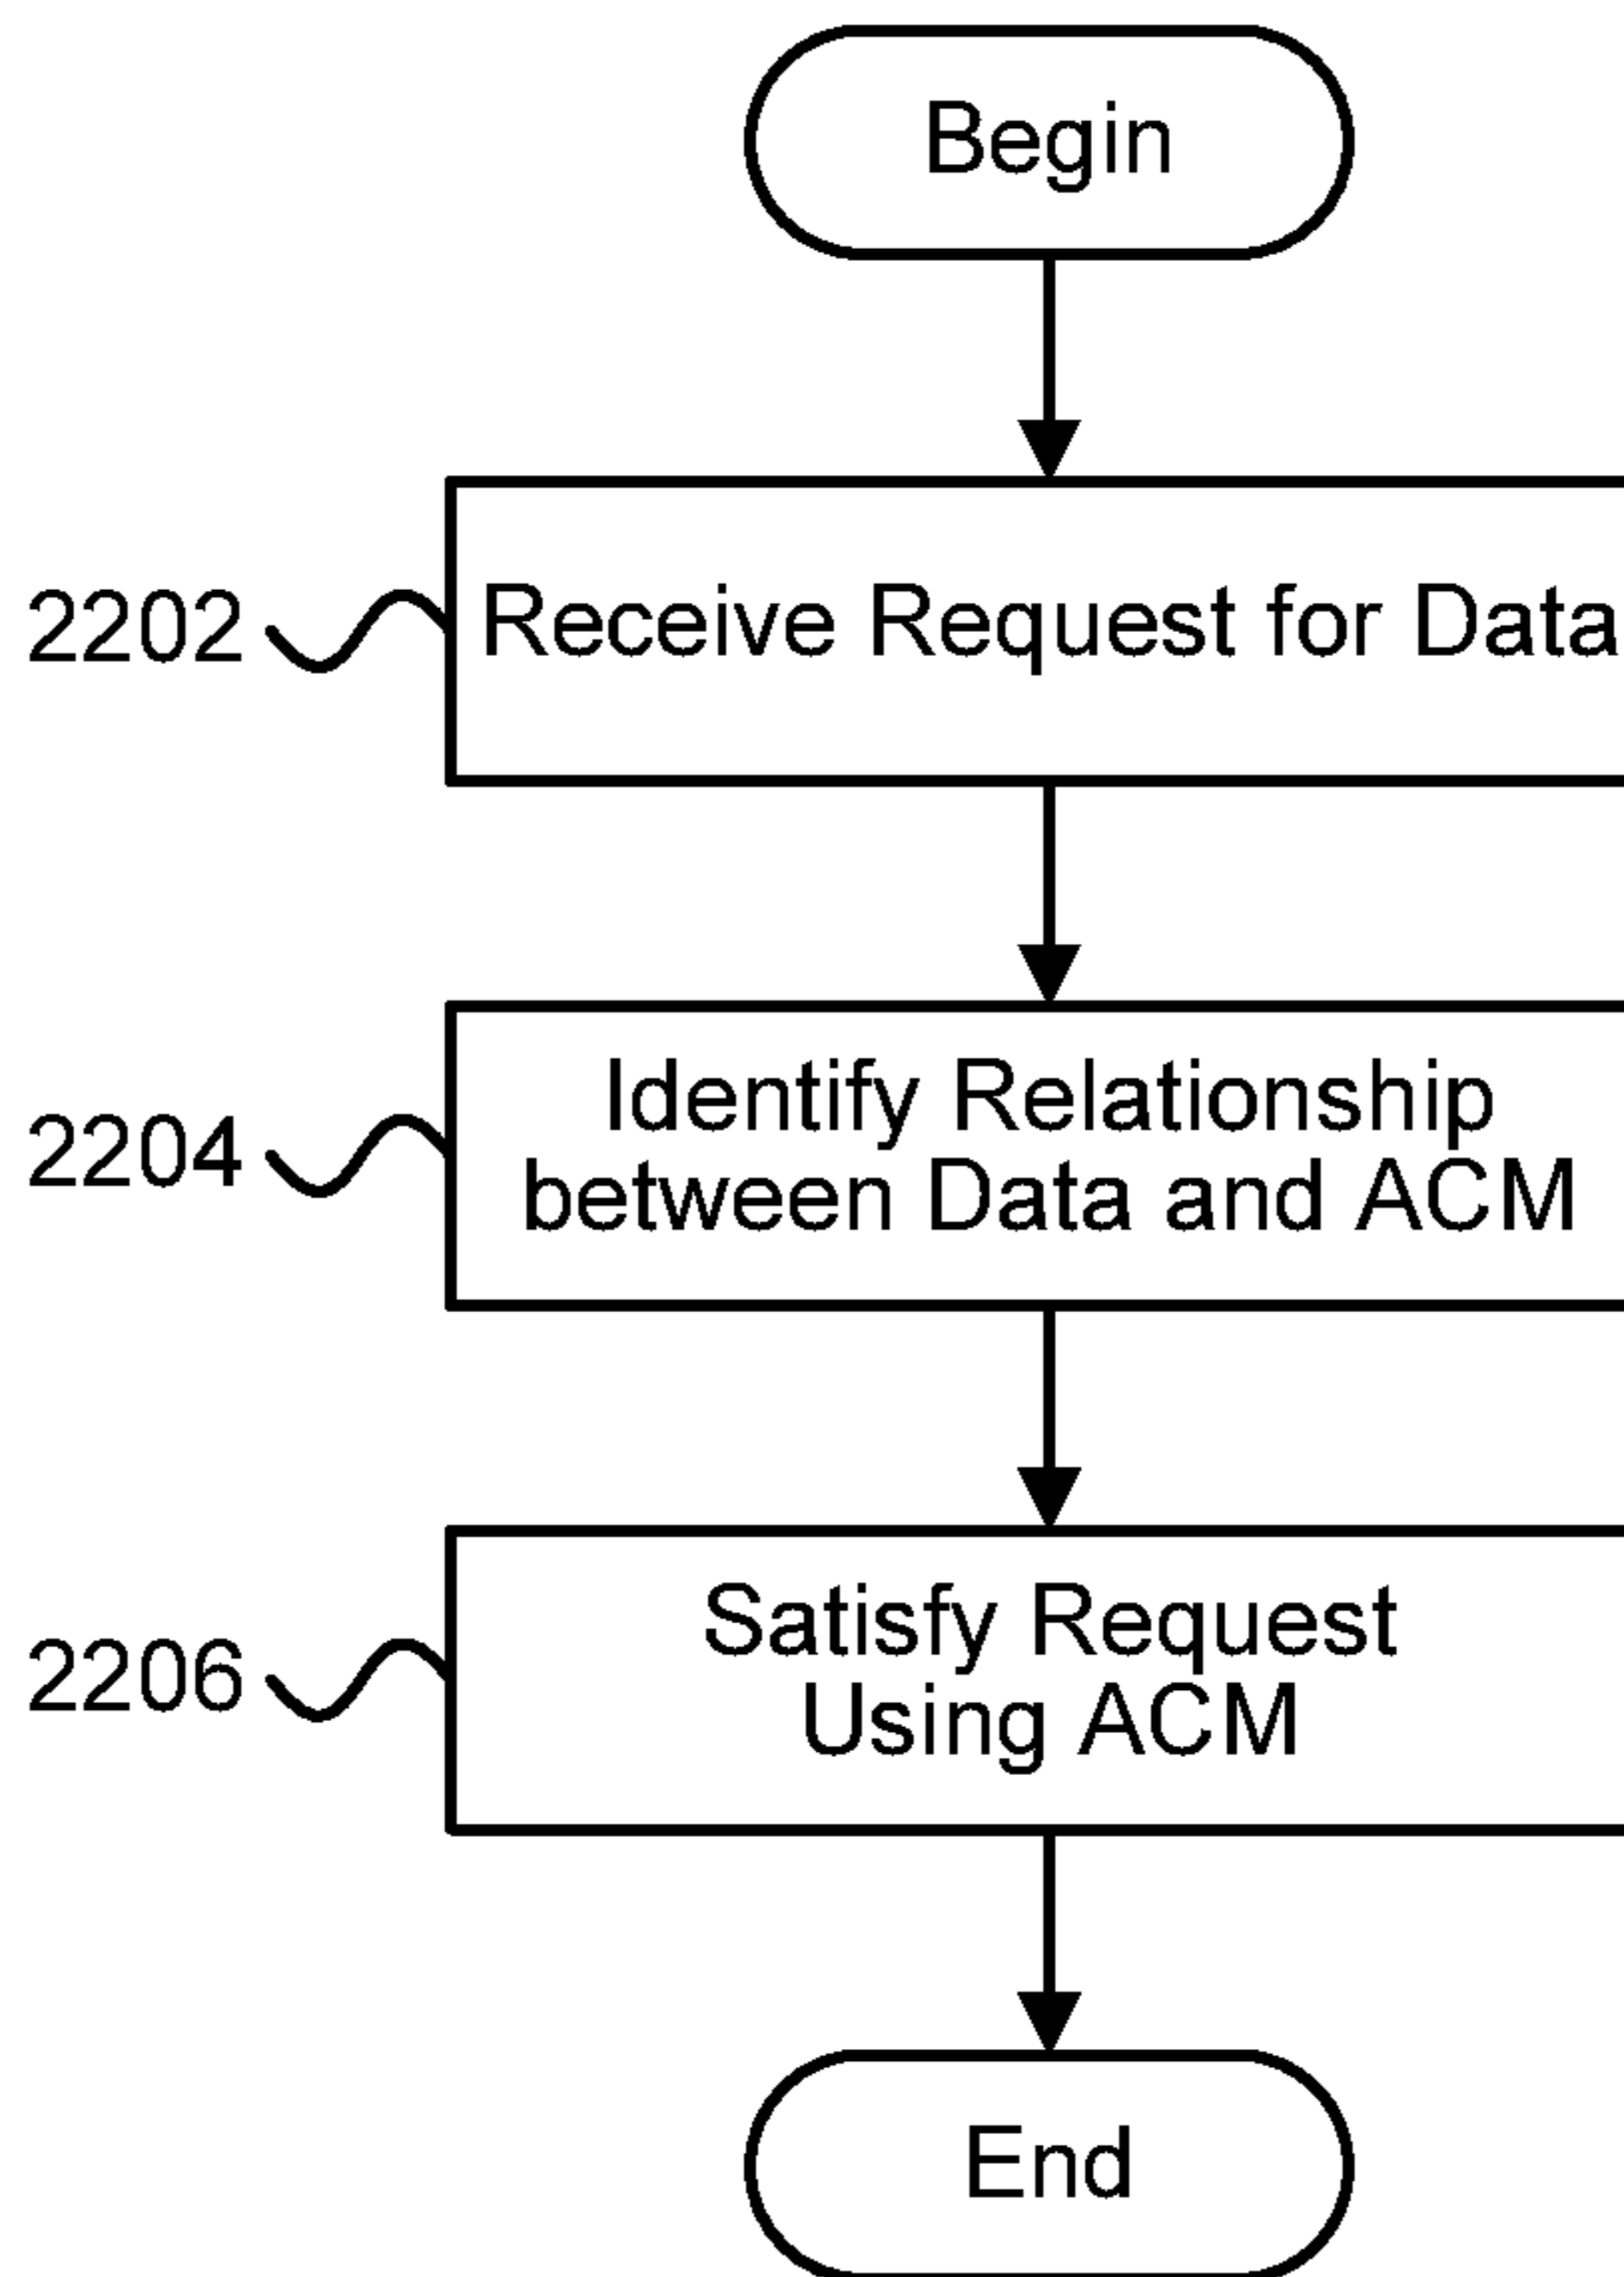 Begin
2202
Receive Request for Data
2204
Identify Relationship
between Data and ACM
2206
Satisfy Request
Using ACM
End